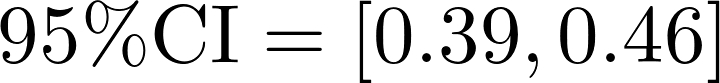 95%CI = [0.39, 0.46]